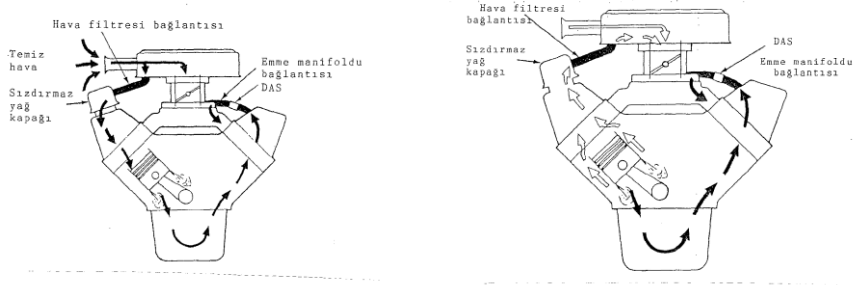 Hava filtresi bağlantısı
Temiz
hava
Emme manifoldu
bağlantısı
DAS
Sızdırmaz
yağ
kapağı
Hava filtresi
bağlantısı
Sızdırmaz
yağ
kapağı
DAS
Emme manifoldu
bağlantısı